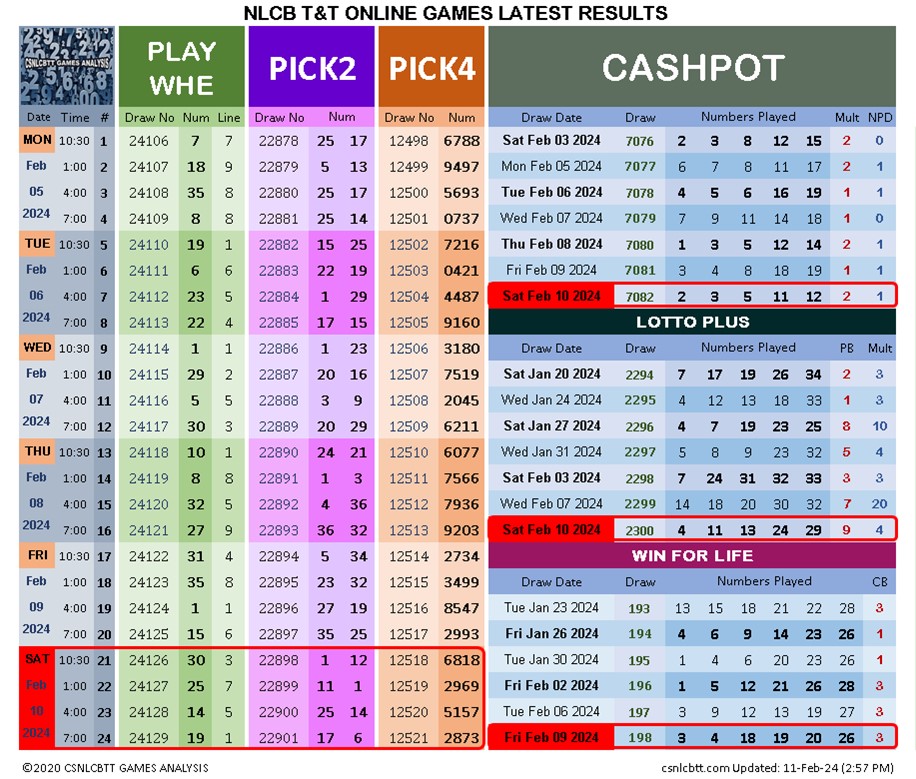 NLCB T&T ONLINE GAMES LATEST RESULTS
CSNLCBTT GAMES ANALYSIS
PLAY WHE PICK2 PICK4 CASHPOT
Date Time # Draw No Num Line Draw No Num Draw No Num
MON 10:30 1 24106 7 7 22878 25 17 12498 6788
Feb 1:00 2 24107 18 9 22879 5 13 12499 9497
05 4:00 3 24108 35 8 22880 25 17 12500 5693
2024 7:00 4 24109 8 8 22881 25 14 12501 0737
TUE 10:30 5 24110 19 1 22882 15 25 12502 7216
Feb 1:00 6 24111 6 6 22883 22 19 12503 0421
06 4:00 7 24112 23 5 22884 1 29 12504 4487
2024 7:00 8 24113 22 4 22885 17 15 12505 9160
WED 10:30 9 24114 1 1 22886 1 23 12506 3180
Feb 1:00 10 24115 29 2 22887 20 16 12507 7519
07 4:00 11 24116 5 5 22888 3 9 12508 2045
2024 7:00 12 24117 30 3 22889 20 29 12509 6211
THU 10:30 13 24118 10 1 22890 24 21 12510 6077
Feb 1:00 14 24119 8 8 22891 1 3 12511 7566
08 4:00 15 24120 32 5 22892 4 36 12512 7936
2024 7:00 16 24121 27 9 22893 36 32 12513 9203
FRI 10:30 17 24122 31 4 22894 5 34 12514 2734
Feb 1:00 18 24123 35 8 22895 23 32 12515 3499
09 4:00 19 24124 1 1 22896 27 19 12516 8547
2024 7:00 20 24125 15 6 22897 35 25 12517 2993
SAT 10:30 21 24126 30 3 22898 1 12 12518 6818
Feb 1:00 22 24127 25 7 22899 11 1 12519 2969
10 4:00 23 24128 14 5 22900 25 14 12520 5157
2024 7:00 24 24129 19 1 22901 17 6 12521 2873
Draw Date Draw Numbers Played Mult NPD
Sat Feb 03 2024 7076 2 3 8 12 15 2 0
Mon Feb 05 2024 7077 6 7 8 11 17 2 1
Tue Feb 06 2024 7078 4 5 6 16 19 1 1
Wed Feb 07 2024 7079 7 9 11 14 18 1 0
Thu Feb 08 2024 7080 1 3 5 12 14 2 1
Fri Feb 09 2024 7081 3 4 8 18 19 1 1
Sat Feb 10 2024 7082 2 3 5 11 12 2 1
LOTTO PLUS
Draw Date Draw Numbers Played PB Mult
Sat Jan 20 2024 2294 7 17 19 26 34 2 3
Wed Jan 24 2024 2295 4 12 13 18 33 1 3
Sat Jan 27 2024 2296 4 7 19 23 25 8 10
Wed Jan 31 2024 2297 5 8 9 23 32 5 4
Sat Feb 03 2024 2298 7 24 31 32 33 3 3
Wed Feb 07 2024 2299 14 18 20 30 32 7 20
Sat Feb 10 2024 2300 4 11 13 24 29 9 4
WIN FOR LIFE
Draw Date Draw Numbers Played CB
Tue Jan 23 2024 193 13 15 18 21 22 28 3
Fri Jan 26 2024 194 4 6 9 14 23 26 1
Tue Jan 30 2024 195 1 4 6 20 23 26 1
Fri Feb 02 2024 196 1 5 12 21 26 28 3
Tue Feb 06 2024 197 3 9 12 13 19 27 3
Fri Feb 09 2024 198 3 4 18 19 20 26 3
©2020 CSNLCBTT GAMES ANALYSIS
csnlcbtt.com Updated: 11-Feb-24 (2:57 PM)